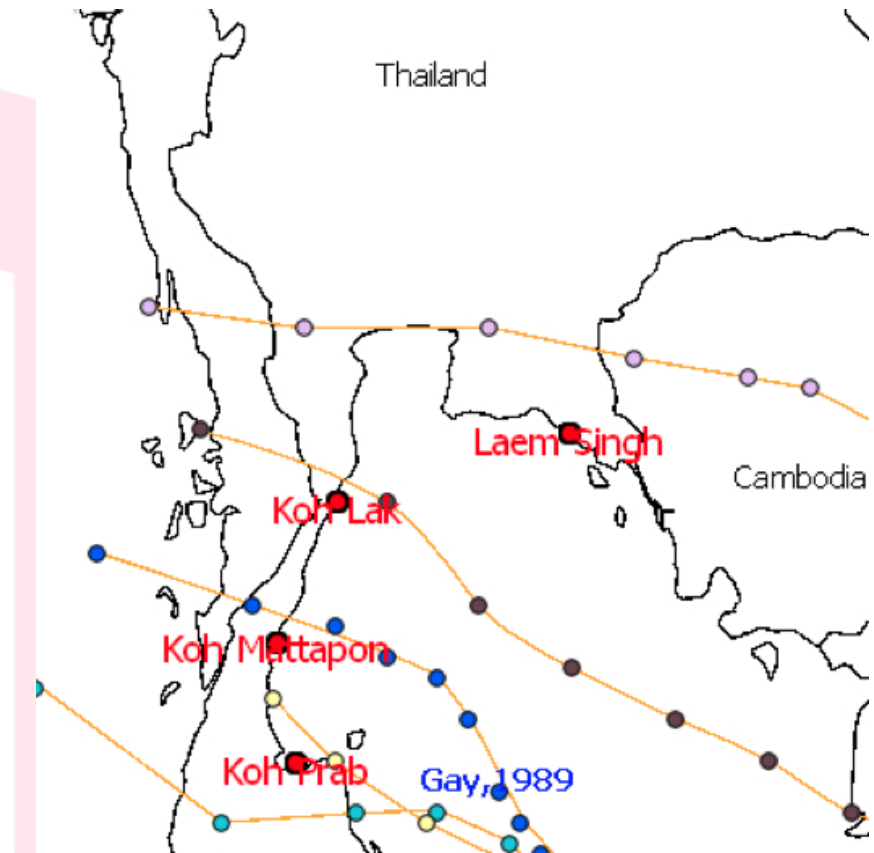 Thailand
Laem Singh
Cambodia
Koh Lak
Koh Mattapon
Koh Prab
Gay, 1989